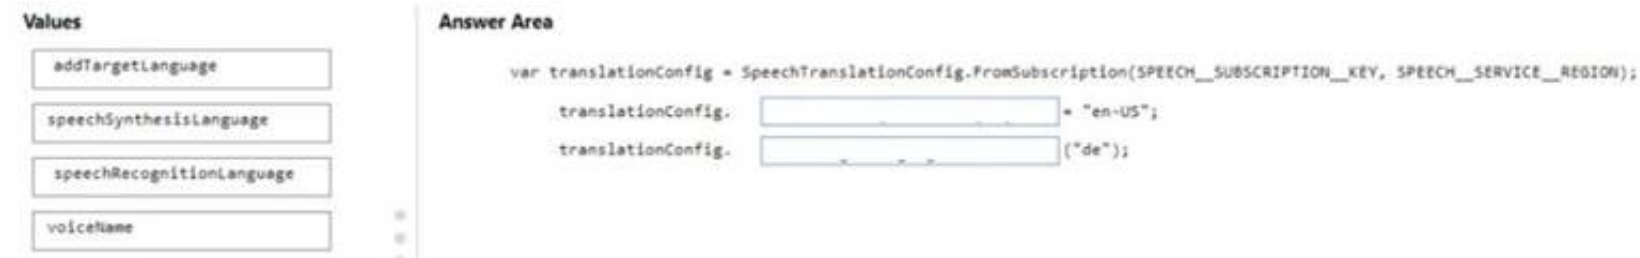 Values
addTargetLanguage
speechSynthesisLanguage
speechRecognitionLanguage
voiceName
Answer Area
var translationConfig = SpeechTranslationConfig.FromSubscription(SPEECH__SUBSCRIPTION__KEY, SPEECH__SERVICE__REGION);
translationConfig. = "en-US";
translationConfig. ("de");